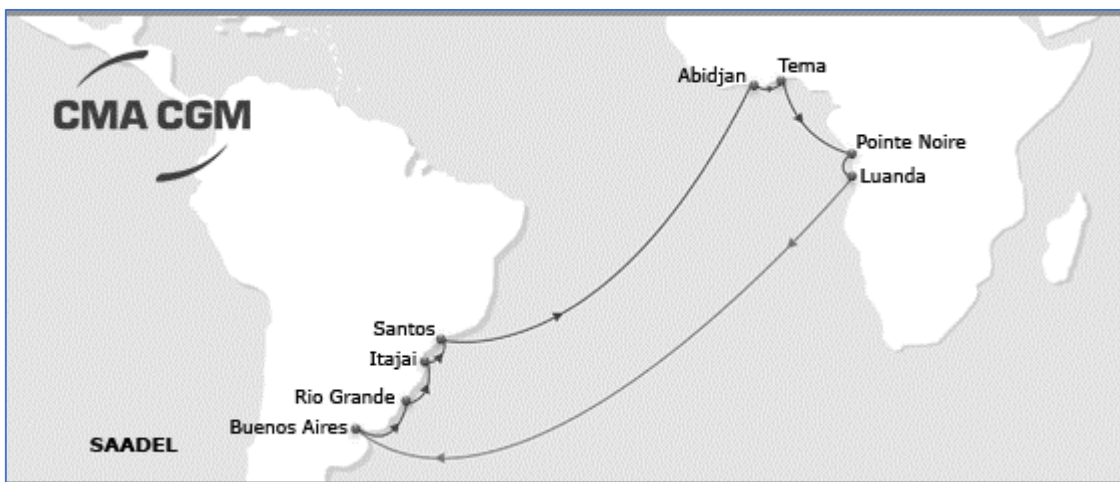 Abidjan
Tema
CMA CGM
Pointe Noire
Luanda
Santos
Itajai
Rio Grande
Buenos Aires
SAADEL